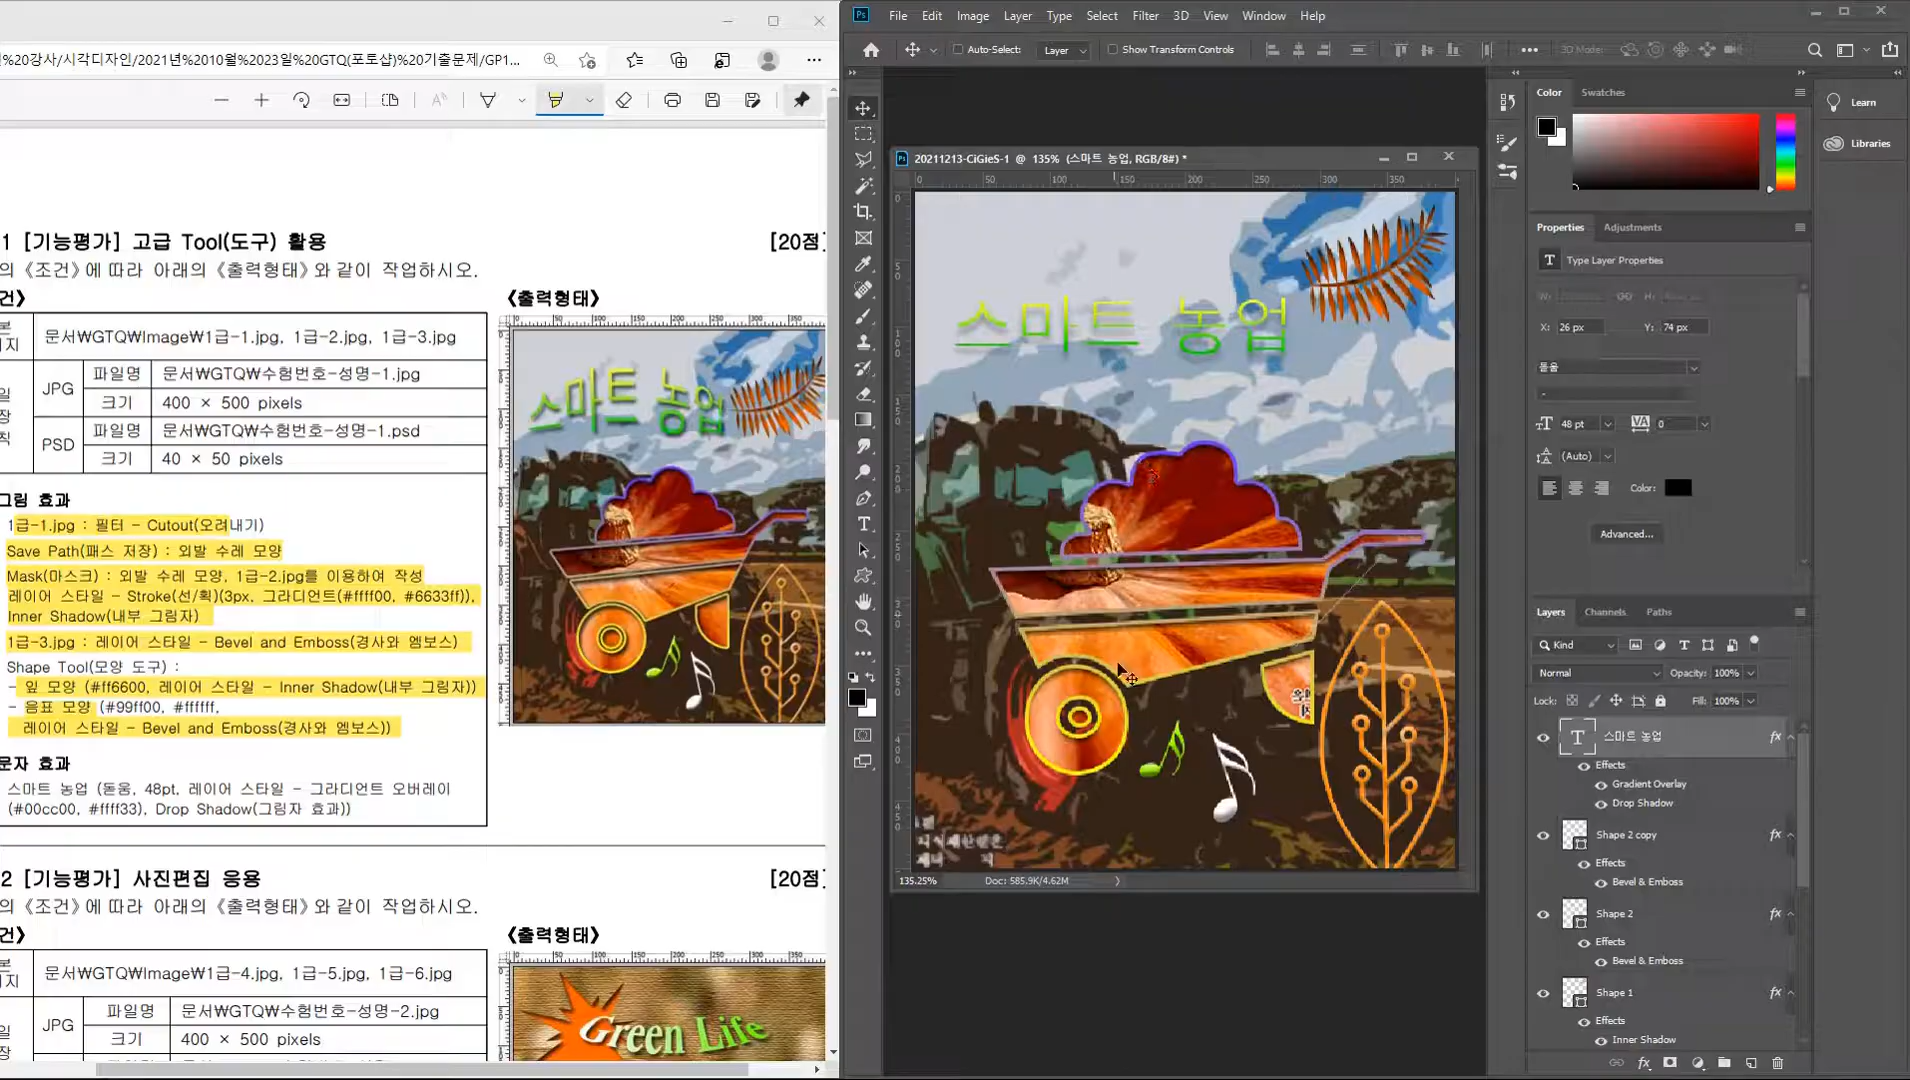 File Edit Image Layer Type Select Filter 3D View Window Help
%20강사/시각디자인/2021년%2010월%2023일%20GTQ(포토샵)%20기출문제/GP1...
Auto-Select: Layer Show Transform Controls
3D Mode:
1 [기능평가] 고급 Tool(도구) 활용 [20점]
의 《조건》에 따라 아래의 《출력형태》와 같이 작업하시오.
건》
《출력형태》
문서₩GTQ₩Image₩1급-1.jpg, 1급-2.jpg, 1급-3.jpg
JPG 파일명 문서₩GTQ₩수험번호-성명-1.jpg
크기 400 × 500 pixels
PSD 파일명 문서₩GTQ₩수험번호-성명-1.psd
크기 40 × 50 pixels
그림 효과
1급-1.jpg : 필터 - Cutout(오려내기)
Save Path(패스 저장) : 외발 수레 모양
Mask(마스크) : 외발 수레 모양, 1급-2.jpg를 이용하여 작성
레이어 스타일 - Stroke(선/획)(3px, 그라디언트(#ffff00, #6633ff)),
Inner Shadow(내부 그림자)
1급-3.jpg : 레이어 스타일 - Bevel and Emboss(경사와 엠보스)
Shape Tool(모양 도구) :
- 잎 모양 (#ff6600, 레이어 스타일 - Inner Shadow(내부 그림자))
- 음표 모양 (#99ff00, #ffffff,
레이어 스타일 - Bevel and Emboss(경사와 엠보스))
문자 효과
스마트 농업 (돋움, 48pt, 레이어 스타일 - 그라디언트 오버레이
(#00cc00, #ffff33), Drop Shadow(그림자 효과))
스마트 농업
2 [기능평가] 사진편집 응용 [20점]
의 《조건》에 따라 아래의 《출력형태》와 같이 작업하시오.
건》
《출력형태》
문서₩GTQ₩Image₩1급-4.jpg, 1급-5.jpg, 1급-6.jpg
JPG 파일명 문서₩GTQ₩수험번호-성명-2.jpg
크기 400 × 500 pixels
Green Life
20211213-CiGieS-1 @ 135% (스마트 농업, RGB/8#) *
0 50 100 150 200 250 300 350
스마트 농업
135.25% Doc: 585.9K/4.62M
Color Swatches
Learn
Libraries
Properties Adjustments
Type Layer Properties
W: H:
X: 26 px Y: 74 px
돋움
-
48 pt 0
(Auto)
Color:
Advanced...
Layers Channels Paths
Kind
Normal Opacity: 100%
Lock: Fill: 100%
스마트 농업 fx
Effects
Gradient Overlay
Drop Shadow
Shape 2 copy fx
Effects
Bevel & Emboss
Shape 2 fx
Effects
Bevel & Emboss
Shape 1 fx
Effects
Inner Shadow